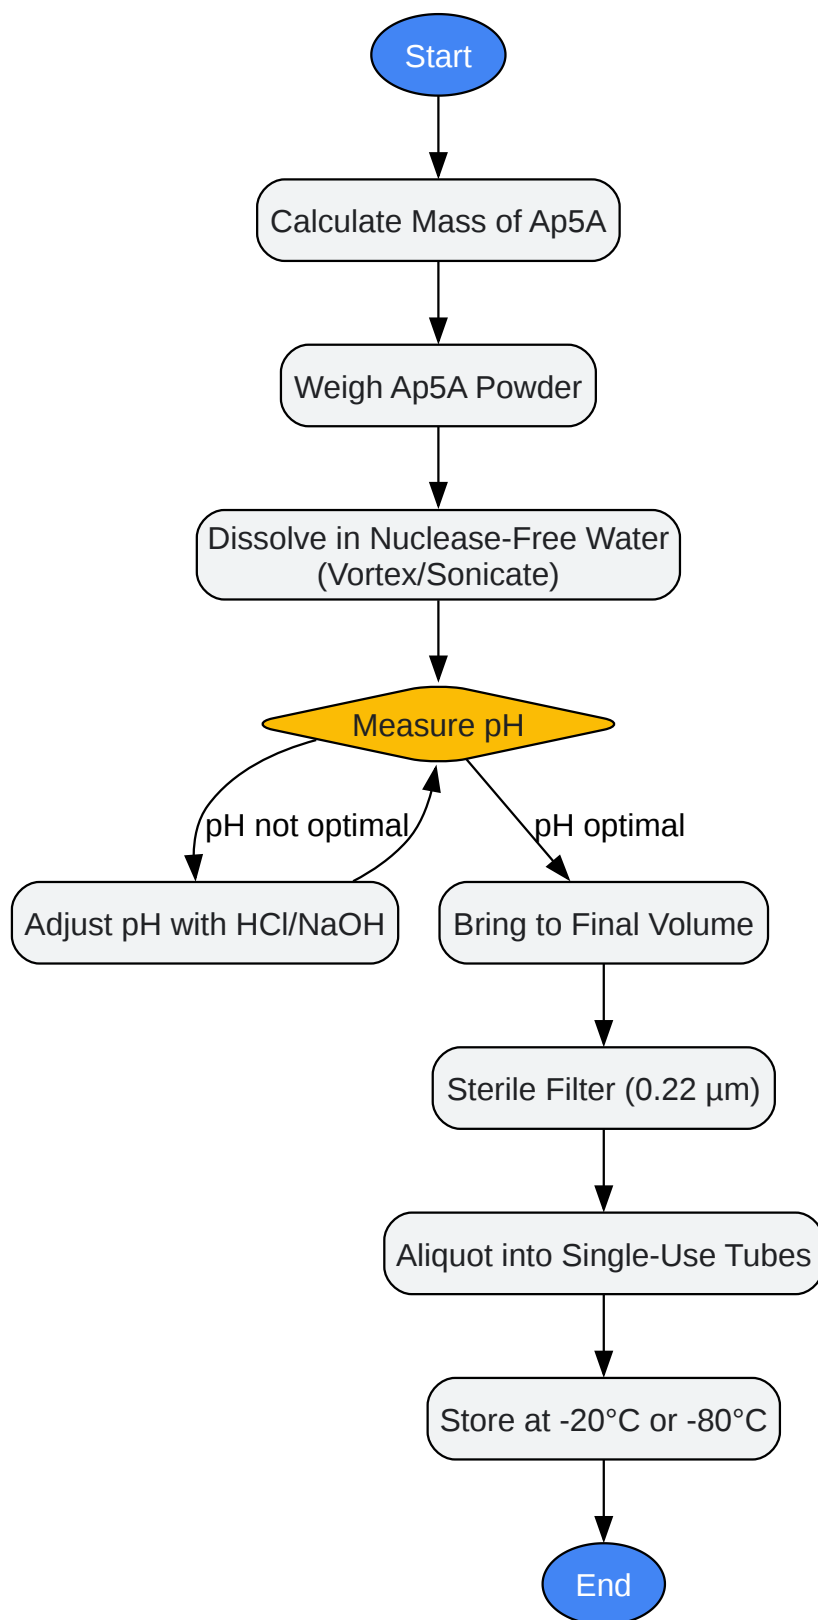 Start
Calculate Mass of Ap5A
Weigh Ap5A Powder
Dissolve in Nuclease-Free Water
(Vortex/Sonicate)
Measure pH
pH not optimal
pH optimal
Adjust pH with HCl/NaOH
Bring to Final Volume
Sterile Filter (0.22 µm)
Aliquot into Single-Use Tubes
Store at -20°C or -80°C
End